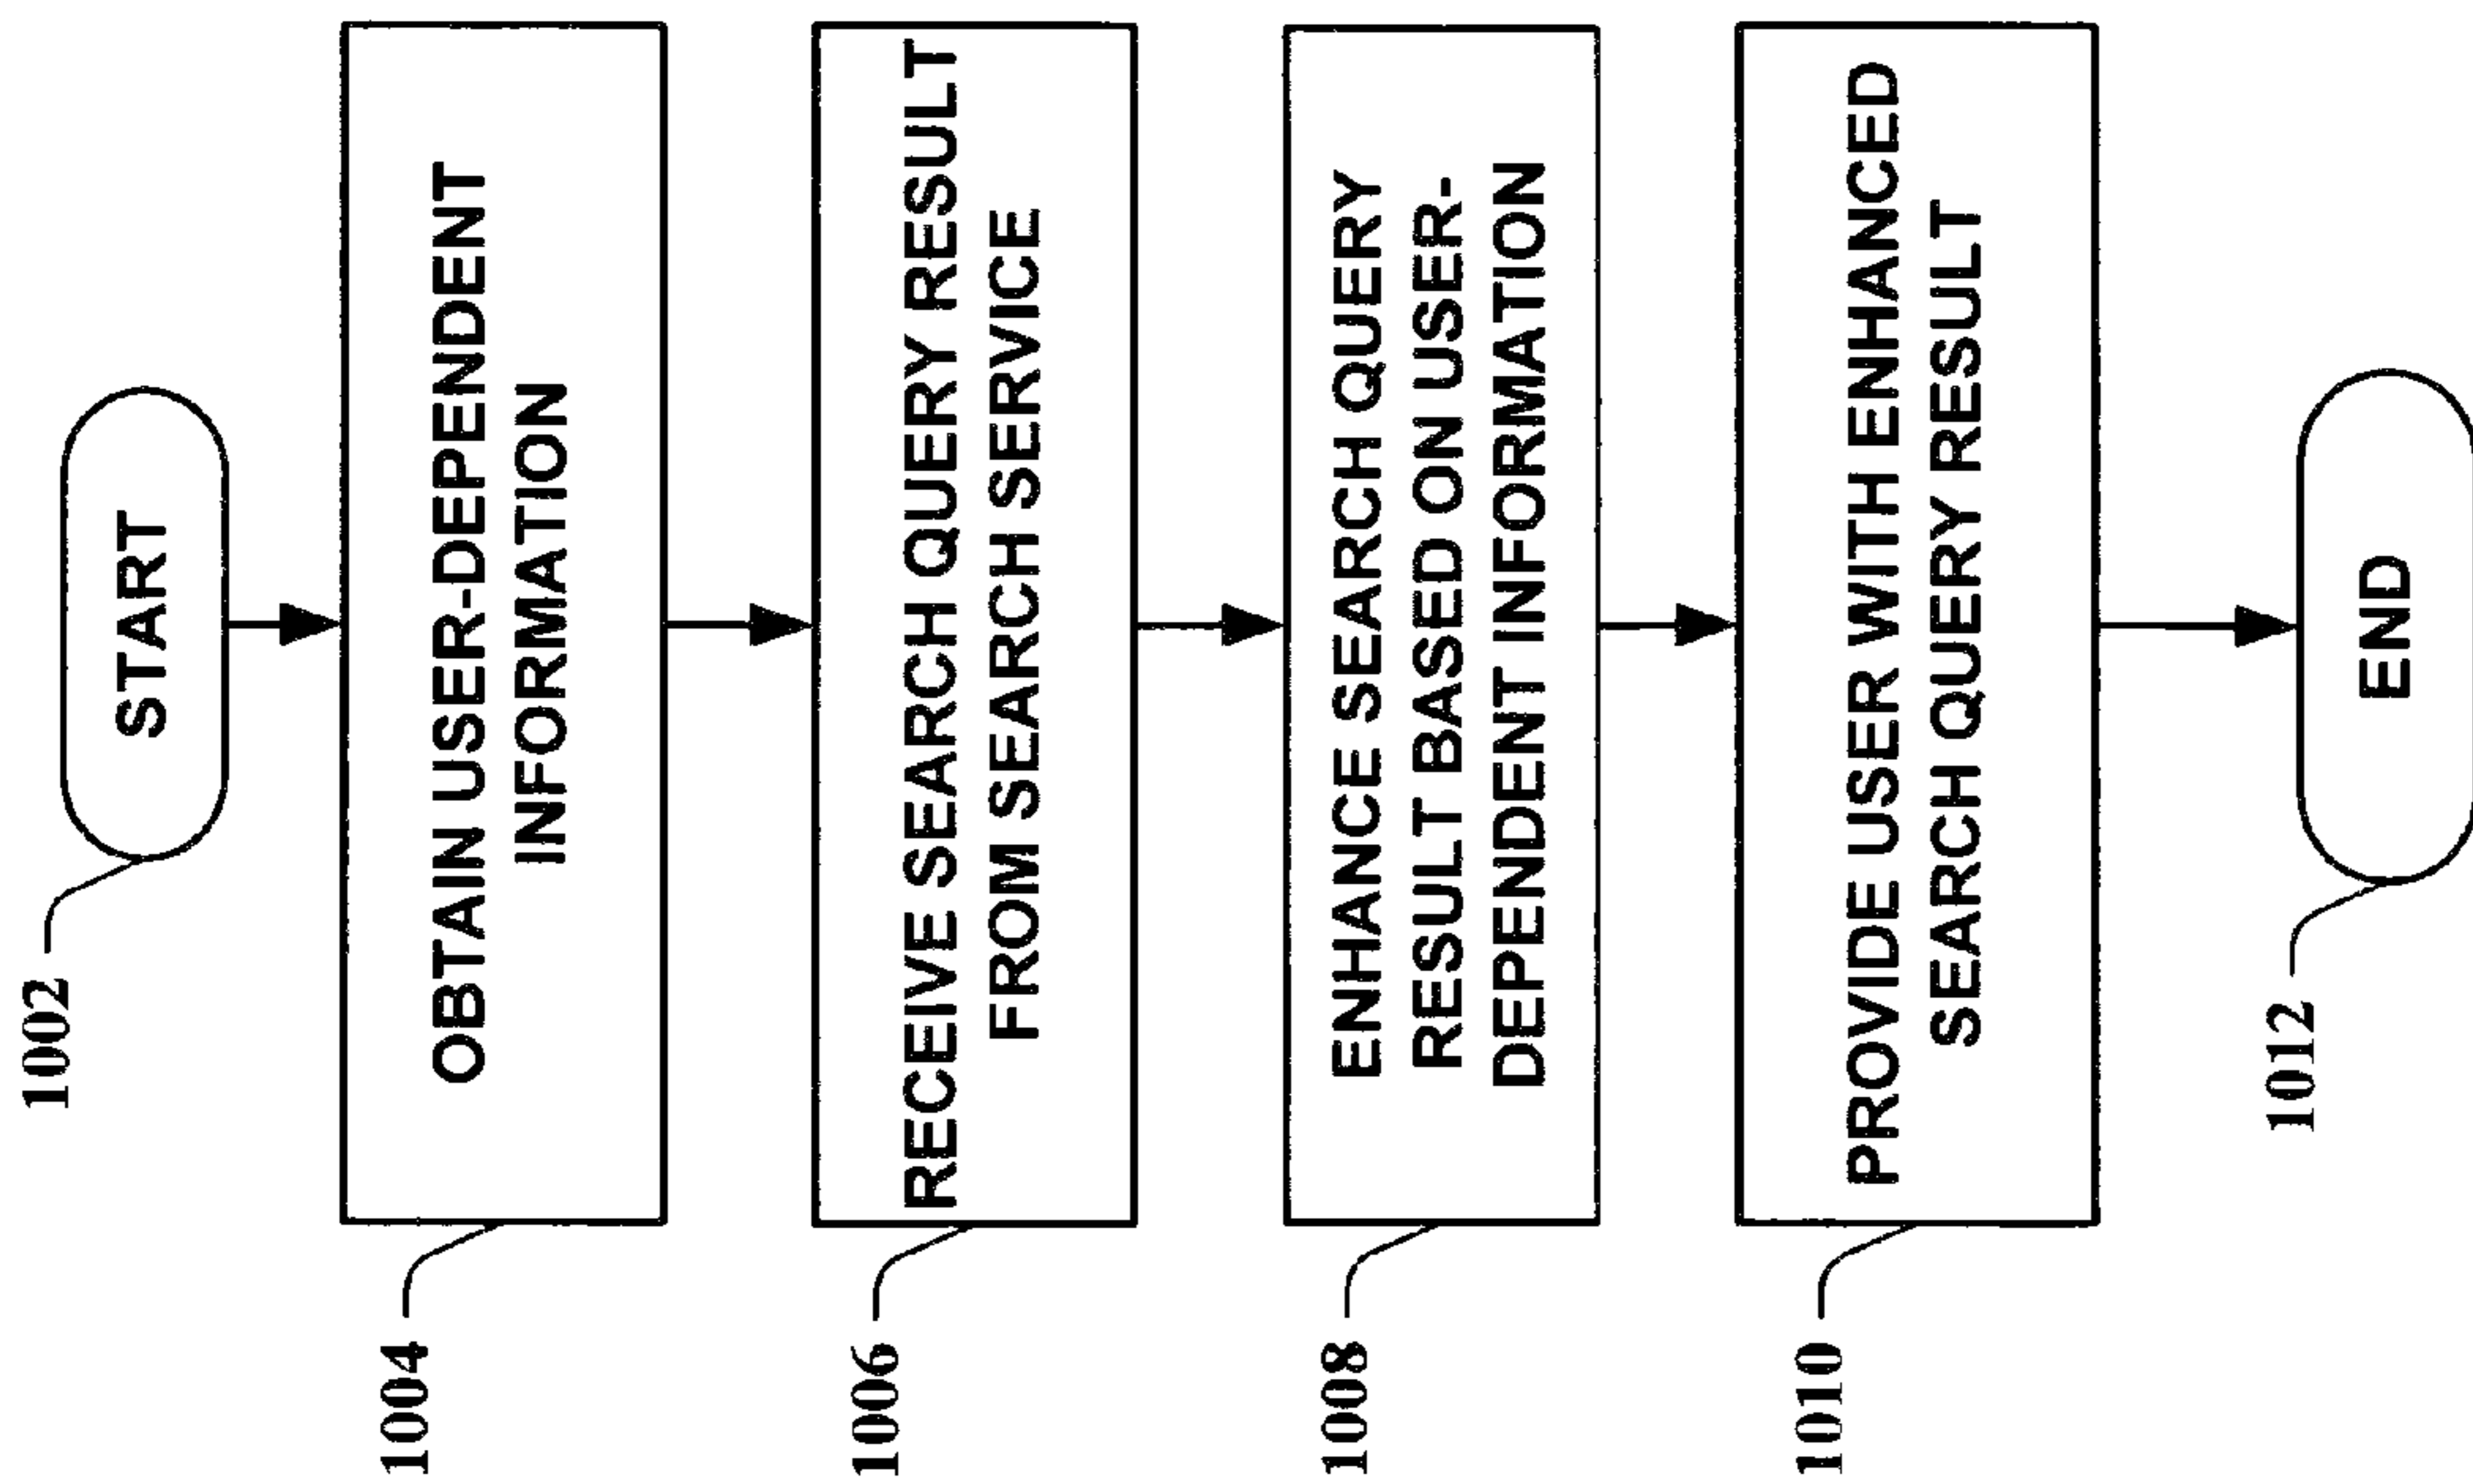 1002
START
1004
OBTAIN USER-DEPENDENT
INFORMATION
1006
RECEIVE SEARCH QUERY RESULT
FROM SEARCH SERVICE
1008
ENHANCE SEARCH QUERY
RESULT BASED ON USER-
DEPENDENT INFORMATION
1010
PROVIDE USER WITH ENHANCED
SEARCH QUERY RESULT
1012
END